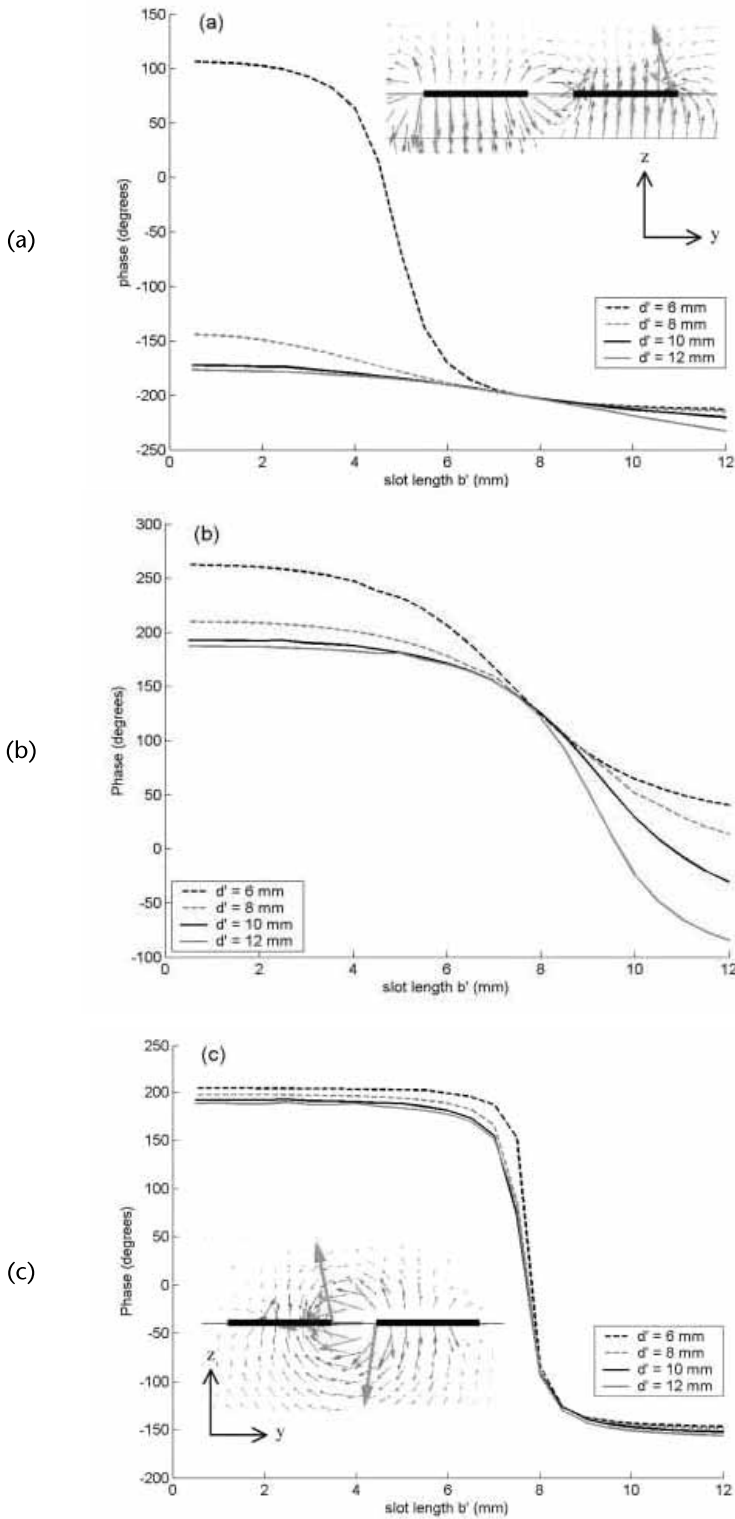 (a)
(a)
150
100
50
0
-50
-100
-150
-200
-250
phase (degrees)
z
y
d' = 6 mm
d' = 8 mm
d' = 10 mm
d' = 12 mm
0 2 4 6 8 10 12
slot length b' (mm)
(b)
(b)
300
250
200
150
100
50
0
-50
-100
Phase (degrees)
d' = 6 mm
d' = 8 mm
d' = 10 mm
d' = 12 mm
0 2 4 6 8 10 12
slot length b' (mm)
(c)
(c)
250
200
150
100
50
0
-50
-100
-150
-200
Phase (degrees)
z
y
d' = 6 mm
d' = 8 mm
d' = 10 mm
d' = 12 mm
0 2 4 6 8 10 12
slot length b' (mm)